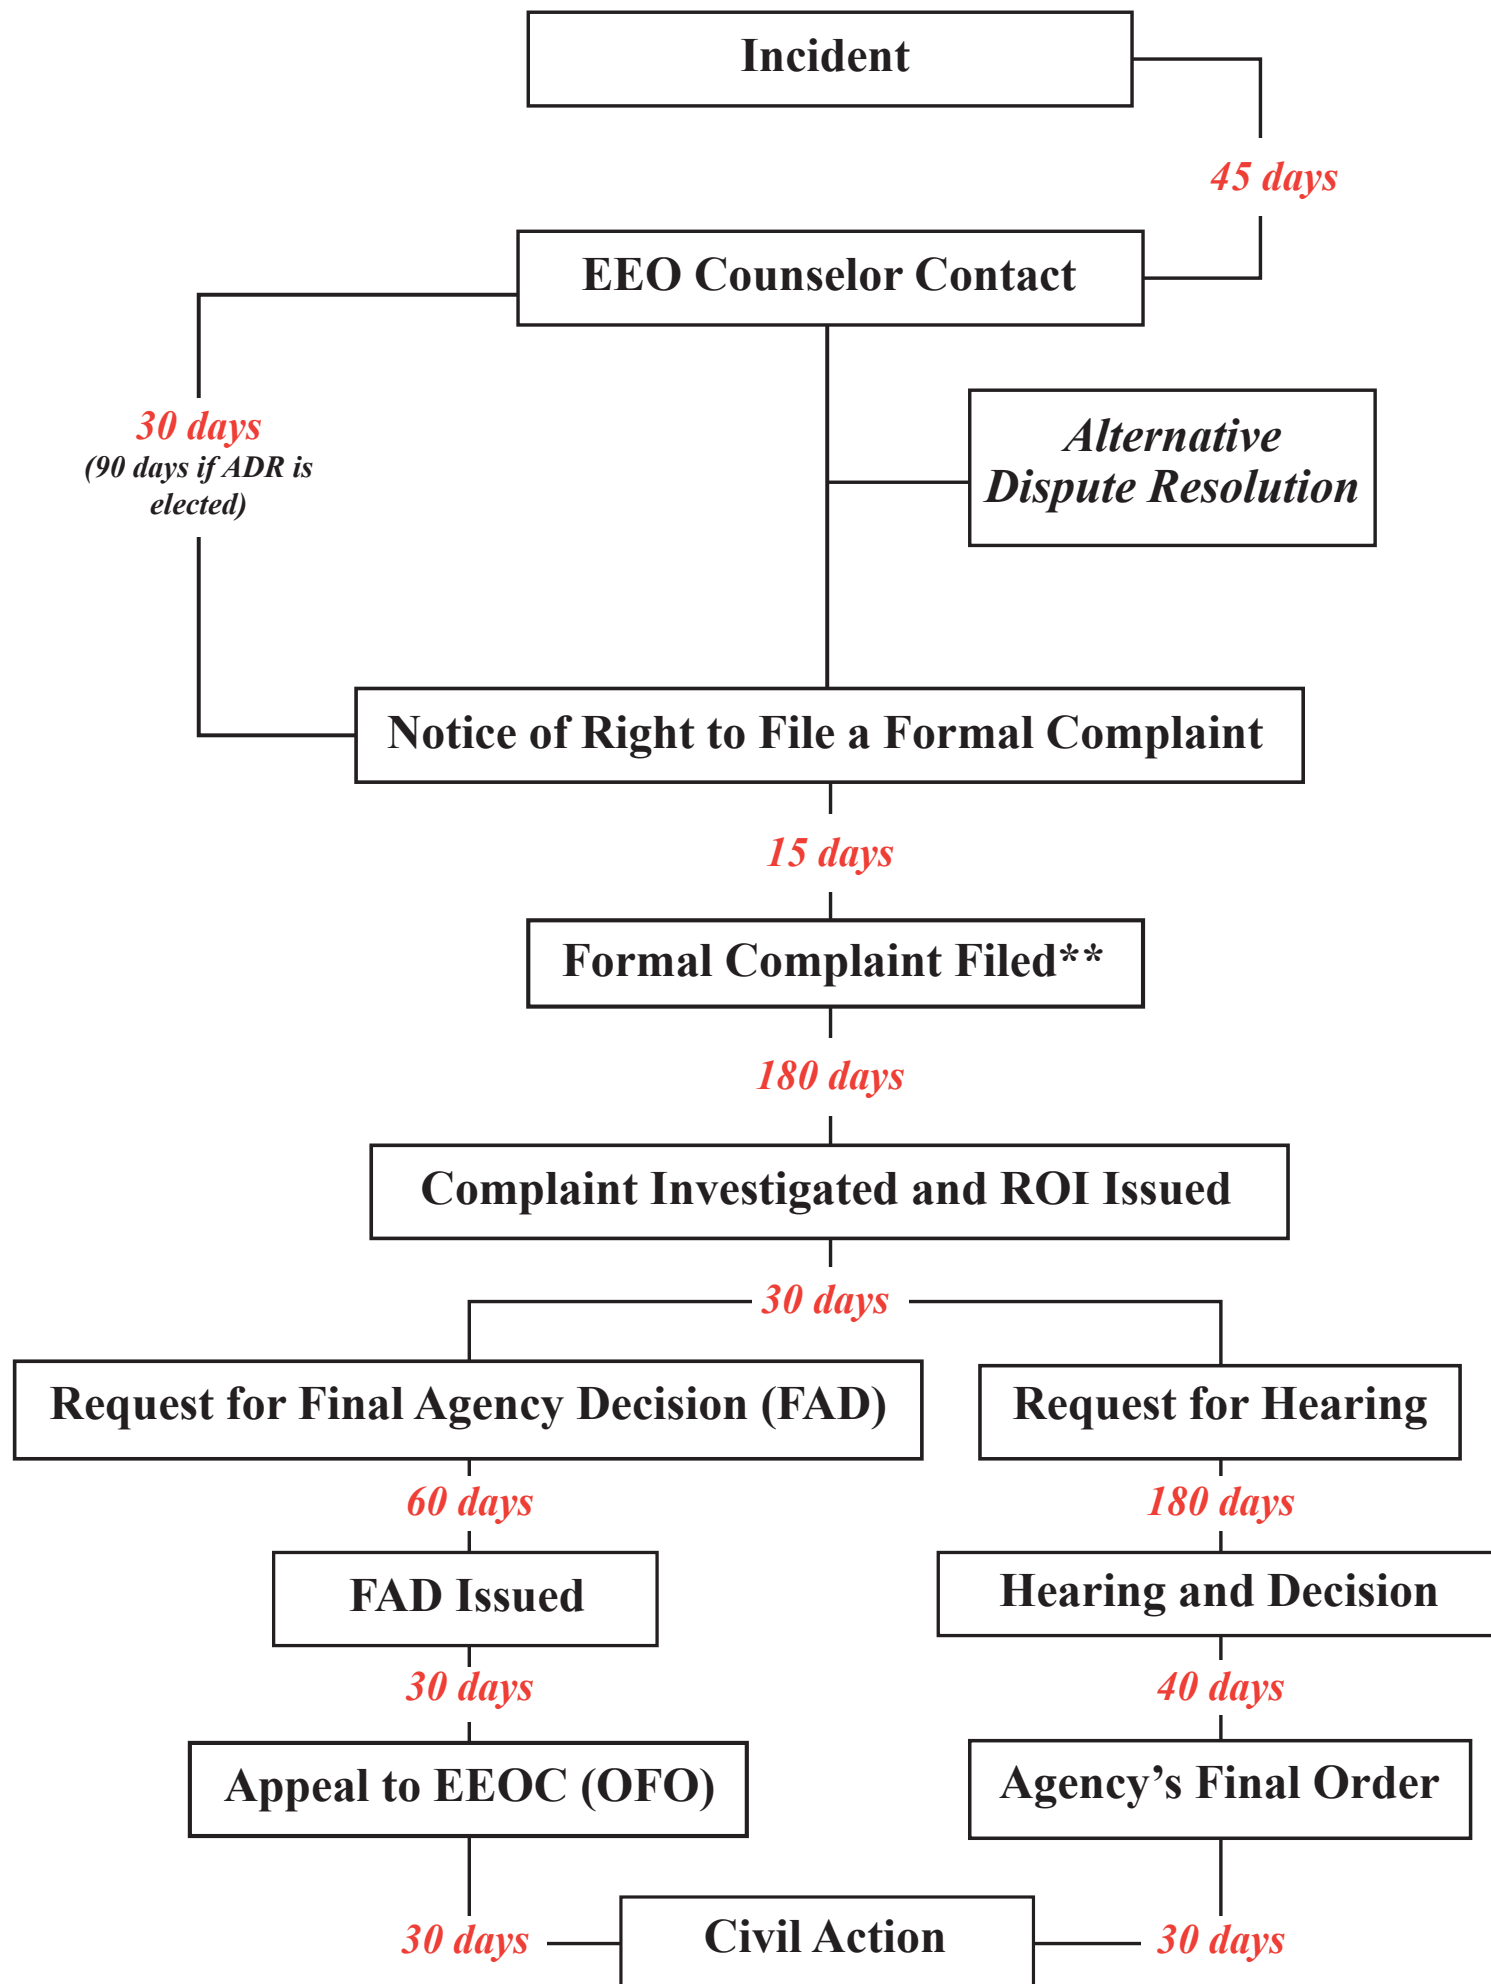 Incident
45 days
EEO Counselor Contact
30 days
(90 days if ADR is
elected)
Alternative
Dispute Resolution
Notice of Right to File a Formal Complaint
15 days
Formal Complaint Filed**
180 days
Complaint Investigated and ROI Issued
30 days
Request for Final Agency Decision (FAD)
Request for Hearing
60 days
180 days
FAD Issued
Hearing and Decision
30 days
40 days
Appeal to EEOC (OFO)
Agency’s Final Order
30 days
Civil Action
30 days